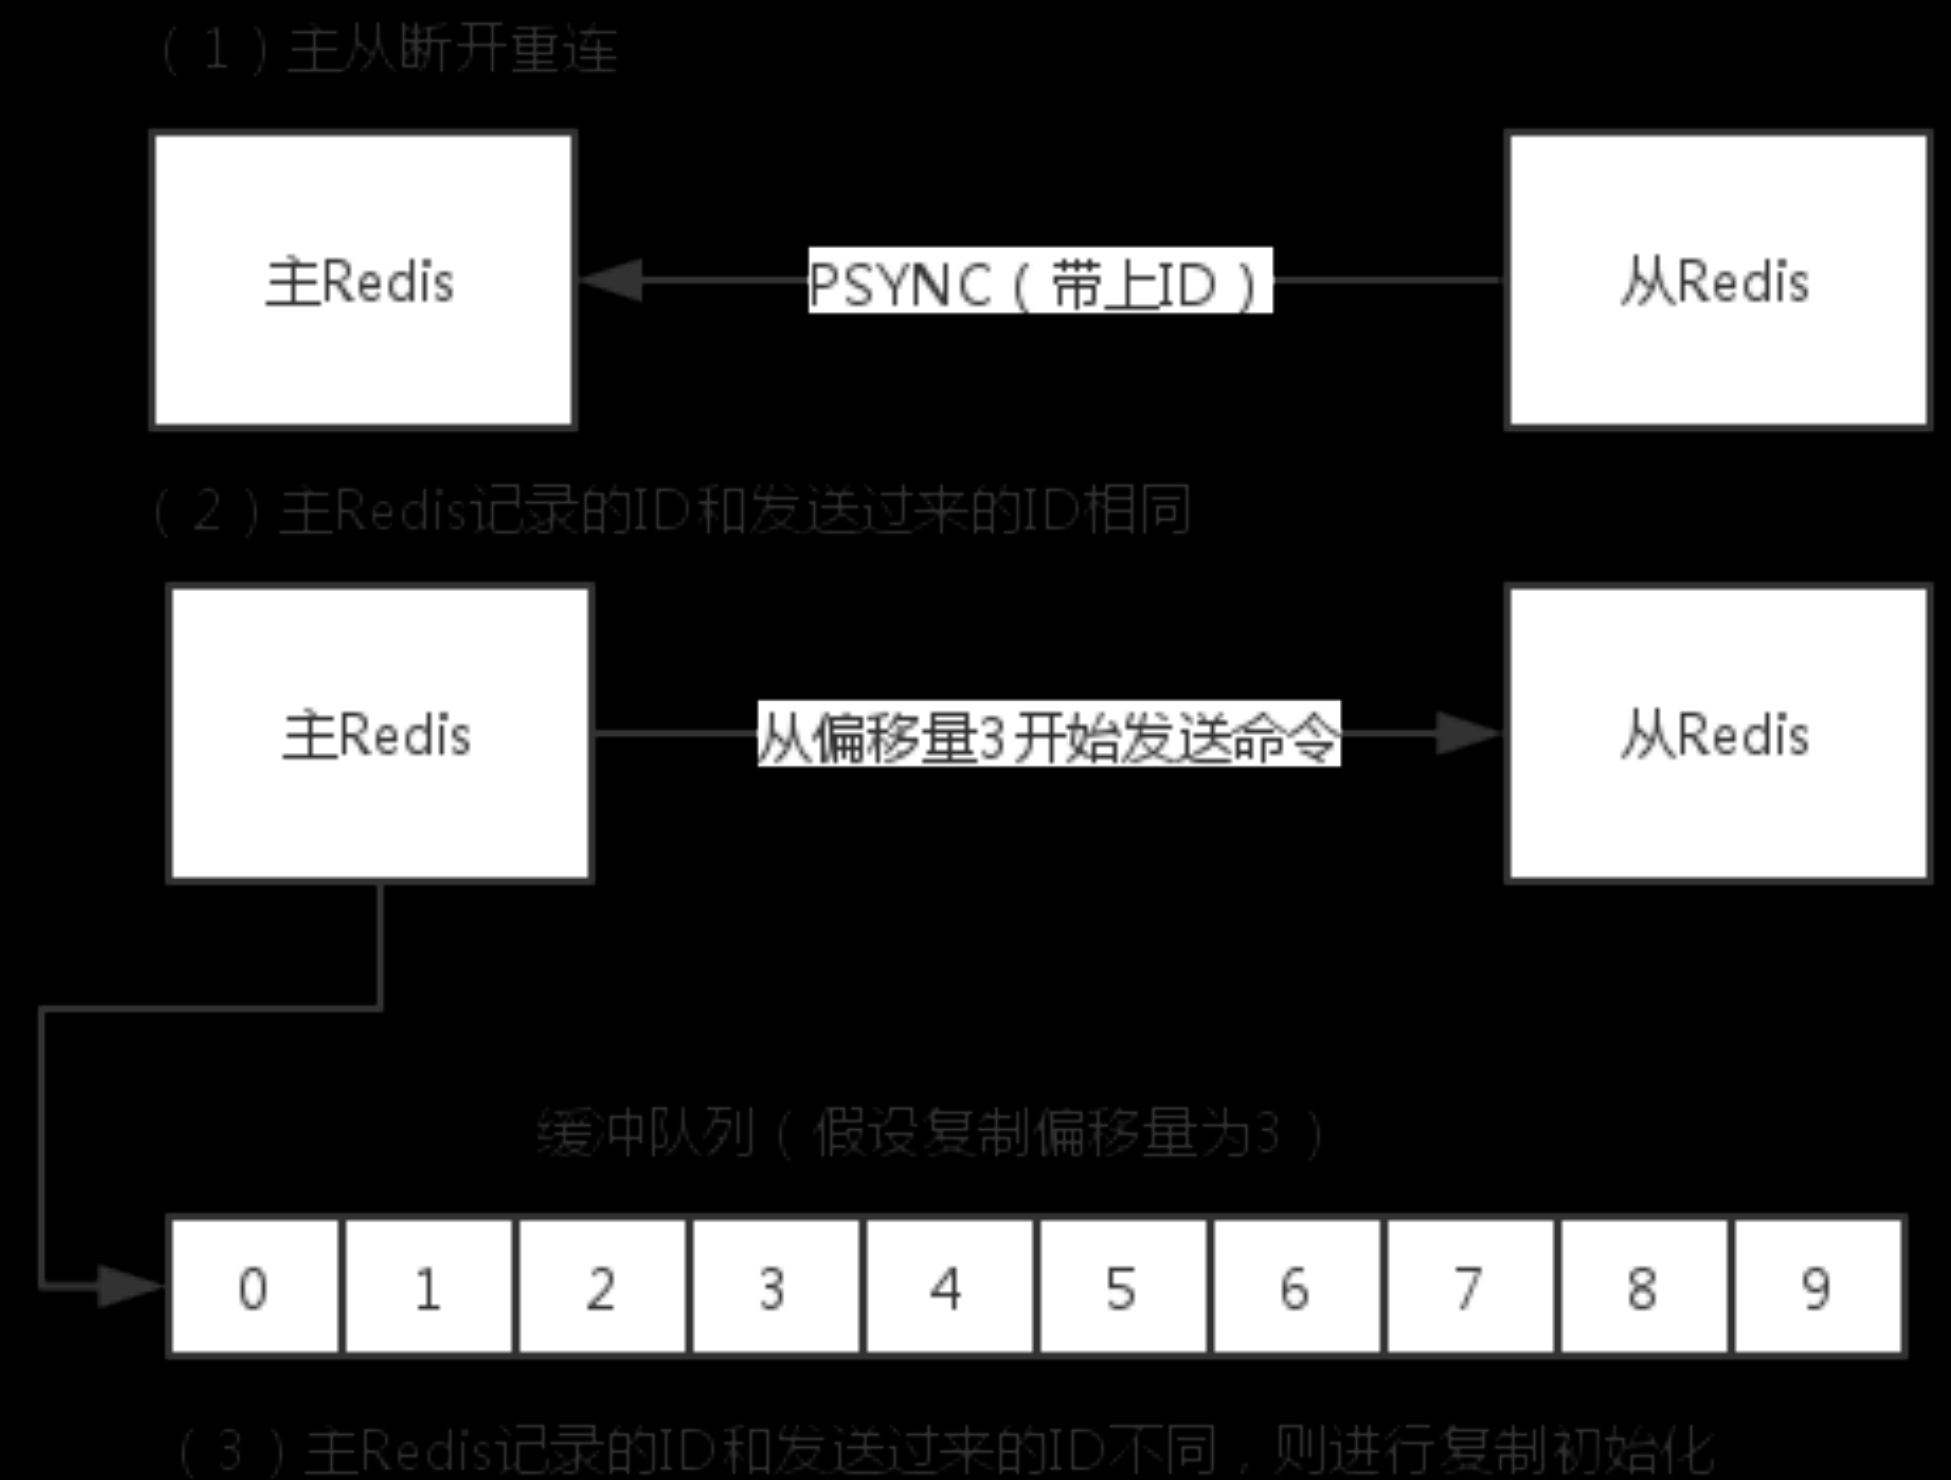 （1）主从断开重连
主Redis
PSYNC（带上ID）
从Redis
（2）主Redis记录的ID和发送过来的ID相同
主Redis
从偏移量3开始发送命令
从Redis
缓冲队列（假设复制偏移量为3）
0 1 2 3 4 5 6 7 8 9
（3）主Redis记录的ID和发送过来的ID不同，则进行复制初始化